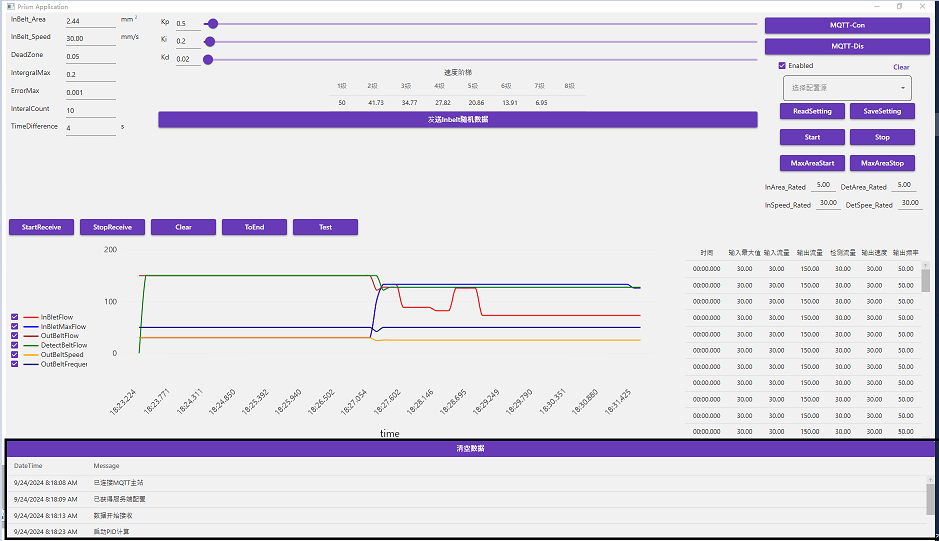 Prism Application
InBelt_Area 2.44 mm 2
InBelt_Speed 30.00 mm/s
DeadZone 0.05
IntergralMax 0.2
ErrorMax 0.001
InteralCount 10
TimeDifference 4 s
Kp 0.5
Ki 0.2
Kd 0.02
速度阶梯
1级 2级 3级 4级 5级 6级 7级 8级
50 41.73 34.77 27.82 20.86 13.91 6.95
发送Inbelt随机数据
MQTT-Con
MQTT-Dis
Enabled Clear
选择配置源
ReadSetting SaveSetting
Start Stop
MaxAreaStart MaxAreaStop
InArea_Rated 5.00 DetArea_Rated 5.00
InSpeed_Rated 30.00 DetSpee_Rated 30.00
StartReceive StopReceive Clear ToEnd Test
200
100
0
InBletFlow
InBletMaxFlow
OutBeltFlow
DetectBeltFlow
OutBeltSpeed
OutBeltFrequer
18:23.224 18:23.771 18:24.311 18:24.850 18:25.392 18:25.940 18:26.502 18:27.054 18:27.602 18:28.146 18:28.695 18:29.249 18:29.790 18:30.351 18:30.880 18:31.425
time
时间 输入最大值 输入流量 输出流量 检测流量 输出速度 输出频率
00:00.000 30.00 30.00 150.00 30.00 30.00 50.00
00:00.000 30.00 30.00 150.00 30.00 30.00 50.00
00:00.000 30.00 30.00 150.00 30.00 30.00 50.00
00:00.000 30.00 30.00 150.00 30.00 30.00 50.00
00:00.000 30.00 30.00 150.00 30.00 30.00 50.00
00:00.000 30.00 30.00 150.00 30.00 30.00 50.00
00:00.000 30.00 30.00 150.00 30.00 30.00 50.00
00:00.000 30.00 30.00 150.00 30.00 30.00 50.00
00:00.000 30.00 30.00 150.00 30.00 30.00 50.00
00:00.000 30.00 30.00 150.00 30.00 30.00 50.00
00:00.000 30.00 30.00 150.00 30.00 30.00 50.00
清空数据
DateTime Message
9/24/2024 8:18:08 AM 已连接MQTT主站
9/24/2024 8:18:09 AM 已获得服务端配置
9/24/2024 8:18:13 AM 数据开始接收
9/24/2024 8:18:23 AM 启动PID计算